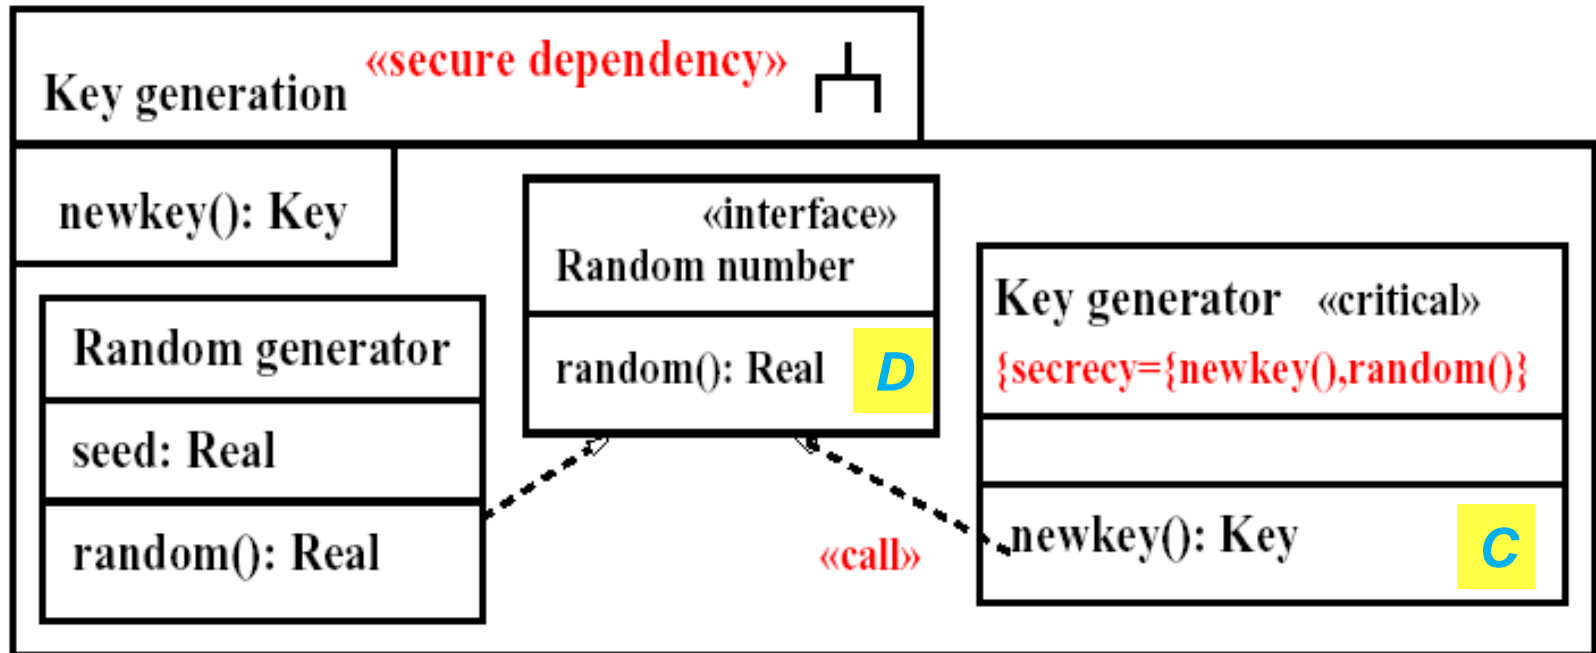 Key generation «secure dependency»
newkey(): Key
«interface»
Random number
random(): Real D
Random generator
seed: Real
random(): Real
Key generator «critical»
{secrecy={newkey(),random()}
newkey(): Key C
«call»